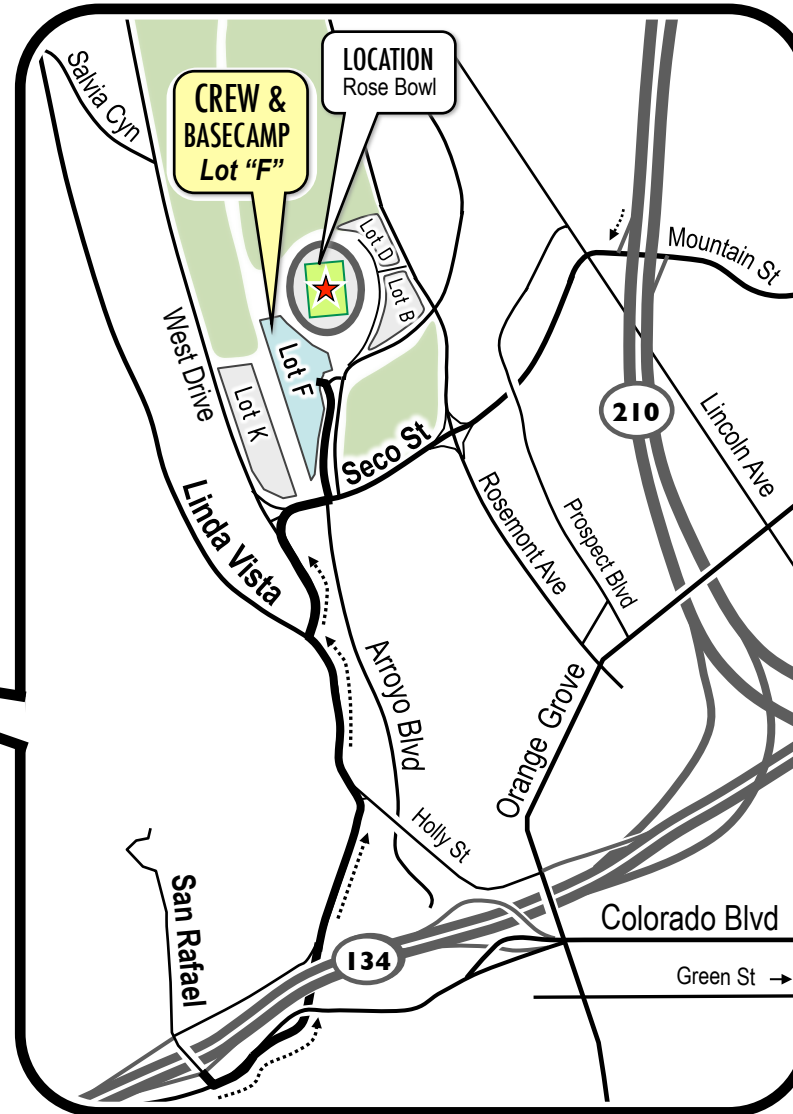 Salvia Cyn
CREW &
BASECAMP
Lot “F”
LOCATION
Rose Bowl
Lot D
Lot B
Mountain St
West Drive
Lot F
Lot K
210
Lincoln Ave
Seco St
Linda Vista
Rosemont Ave
Prospect Blvd
Arroyo Blvd
Orange Grove
Holly St
San Rafael
134
Colorado Blvd
Green St →